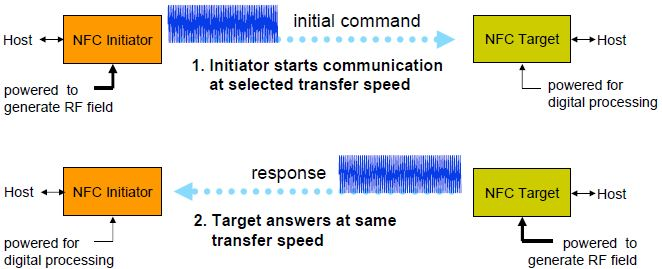 initial command
Host
NFC Initiator
NFC Target
Host
1. Initiator starts communication
at selected transfer speed
powered to
generate RF field
powered for
digital processing
response
Host
NFC Initiator
NFC Target
Host
2. Target answers at same
transfer speed
powered for
digital processing
powered to
generate RF field